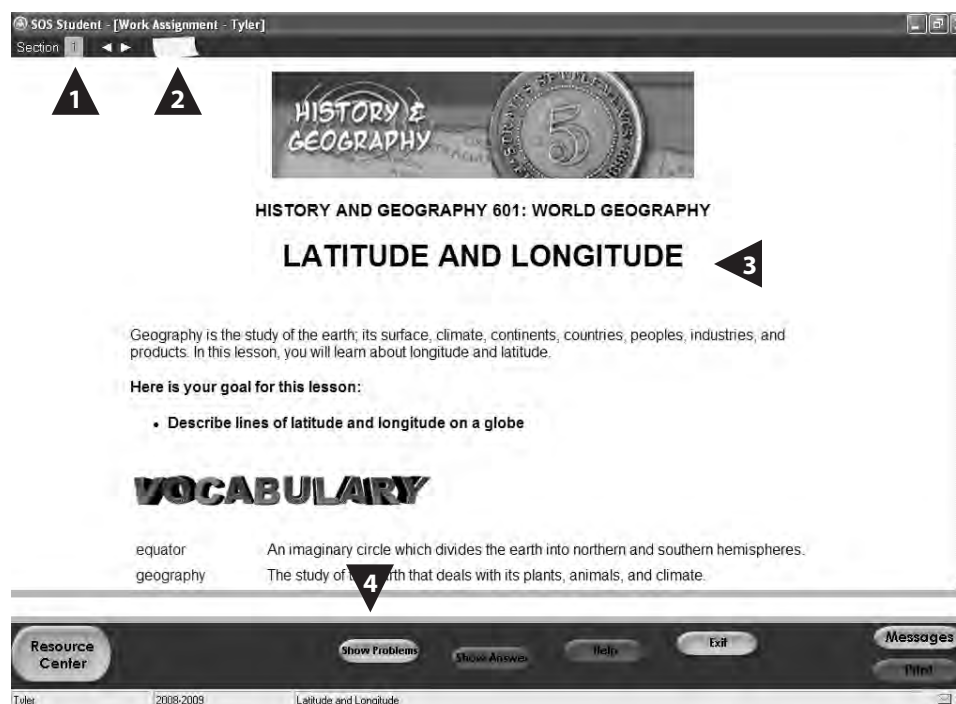 SOS Student - [Work Assignment - Tyler]
Section 1
1
2
HISTORY &
GEOGRAPHY
5
HISTORY AND GEOGRAPHY 601: WORLD GEOGRAPHY
LATITUDE AND LONGITUDE
3
Geography is the study of the earth; its surface, climate, continents, countries, peoples, industries, and
products. In this lesson, you will learn about longitude and latitude.
Here is your goal for this lesson:
• Describe lines of latitude and longitude on a globe
VOCABULARY
equator An imaginary circle which divides the earth into northern and southern hemispheres.
geography The study of that deals with its plants, animals, and climate.
4
Resource
Center
Show Problems
Show Answer
Help
Exit
Messages
Print
Tyler 2008-2009 Latitude and Longitude